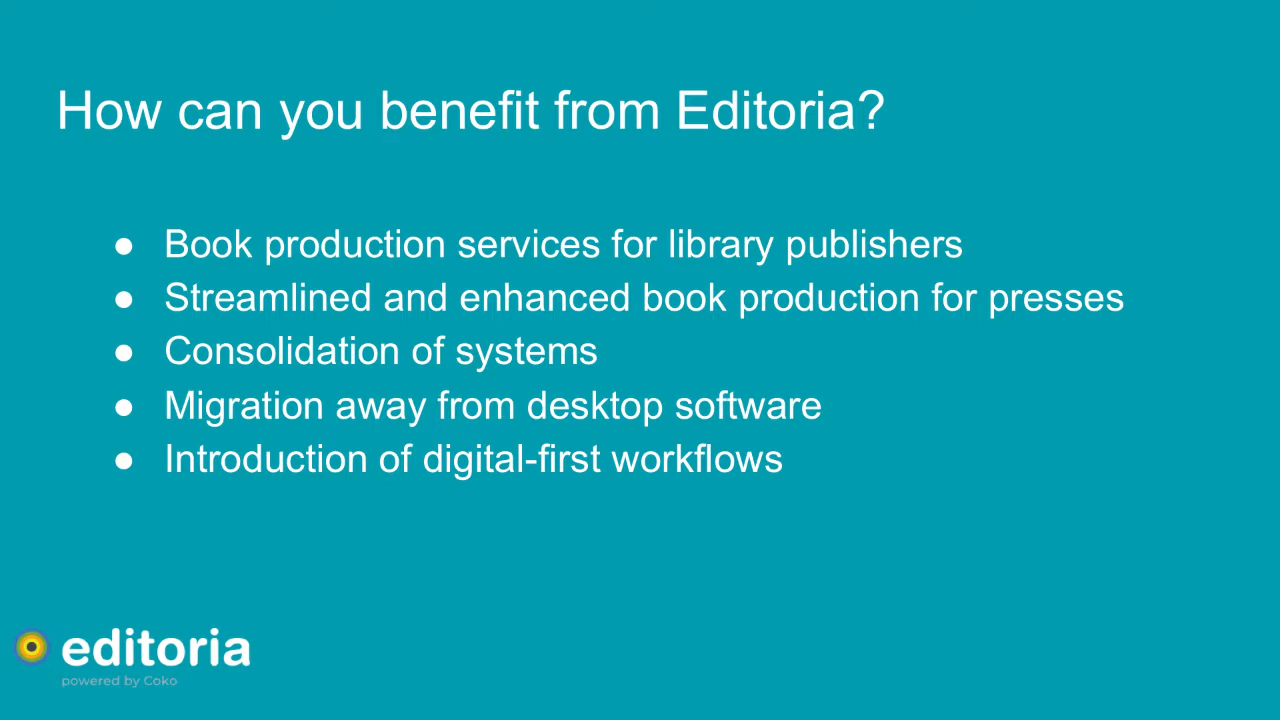 How can you benefit from Editoria?
● Book production services for library publishers
● Streamlined and enhanced book production for presses
● Consolidation of systems
● Migration away from desktop software
● Introduction of digital-first workflows
editoria
powered by Coko